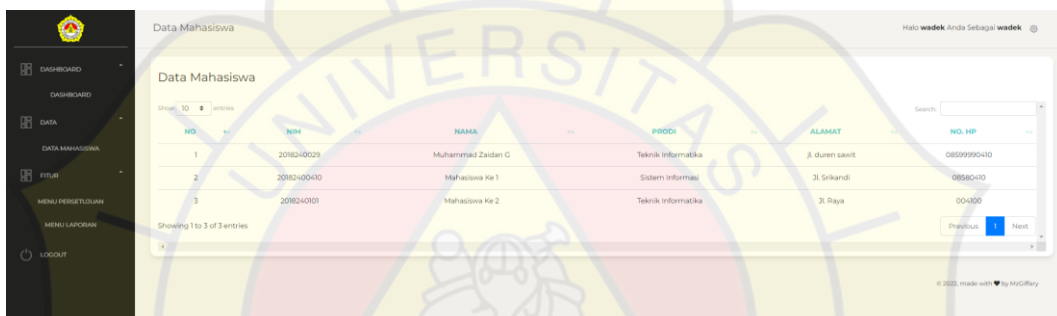 Data Mahasiswa
Halo wadek Anda Sebagai wadek
DASHBOARD
DASHBOARD
DATA
DATA MAHASISWA
FITUR
MENU PERSETUJUAN
MENU LAPORAN
LOGOUT
Data Mahasiswa
Show 10 entries
Search:
NO NIM NAMA PRODI ALAMAT NO. HP
1 2018240029 Muhammad Zaidan G Teknik Informatika jl. duren sawit 08599990410
2 20182400410 Mahasiswa Ke 1 Sistem Informasi Jl. Srikandi 08580410
3 2018240101 Mahasiswa Ke 2 Teknik Informatika Jl. Raya 004100
Showing 1 to 3 of 3 entries
Previous 1 Next
© 2022, made with by MzGiffary
UNIVERSITAS